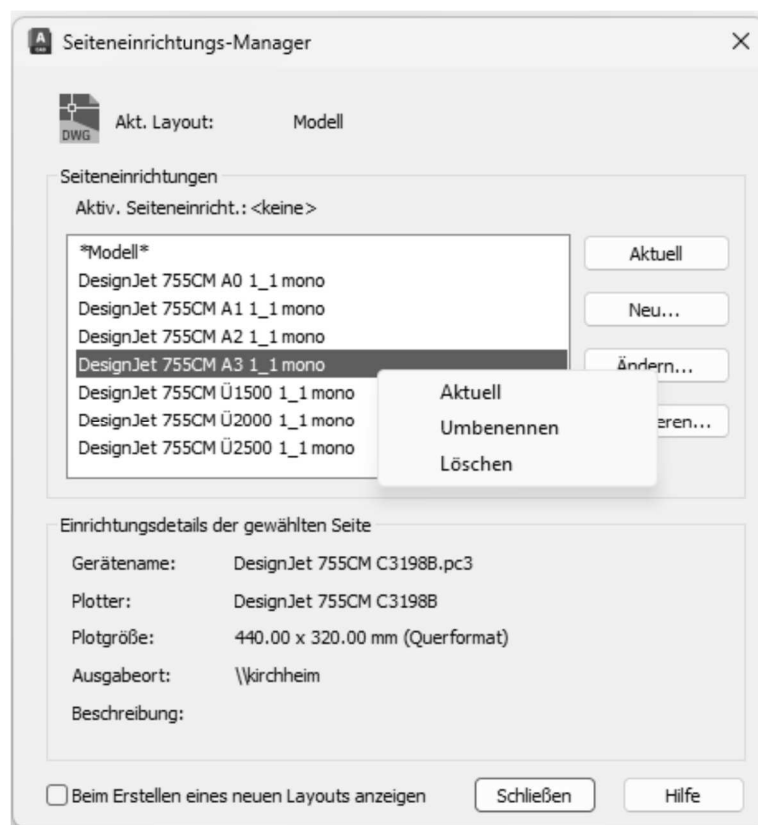 Seiteneinrichtungs-Manager
DWG
Akt. Layout: Modell
Seiteneinrichtungen
Aktiv. Seiteneinricht.: <keine>
*Modell*
DesignJet 755CM A0 1_1 mono
DesignJet 755CM A1 1_1 mono
DesignJet 755CM A2 1_1 mono
DesignJet 755CM A3 1_1 mono
DesignJet 755CM Ü1500 1_1 mono
DesignJet 755CM Ü2000 1_1 mono
DesignJet 755CM Ü2500 1_1 mono
Aktuell
Neu...
Ändern...
eren...
Aktuell
Umbenennen
Löschen
Einrichtungsdetails der gewählten Seite
Gerätename: DesignJet 755CM C3198B.pc3
Plotter: DesignJet 755CM C3198B
Plotgröße: 440.00 x 320.00 mm (Querformat)
Ausgabeort: \\kirchheim
Beschreibung:
Beim Erstellen eines neuen Layouts anzeigen
Schließen
Hilfe